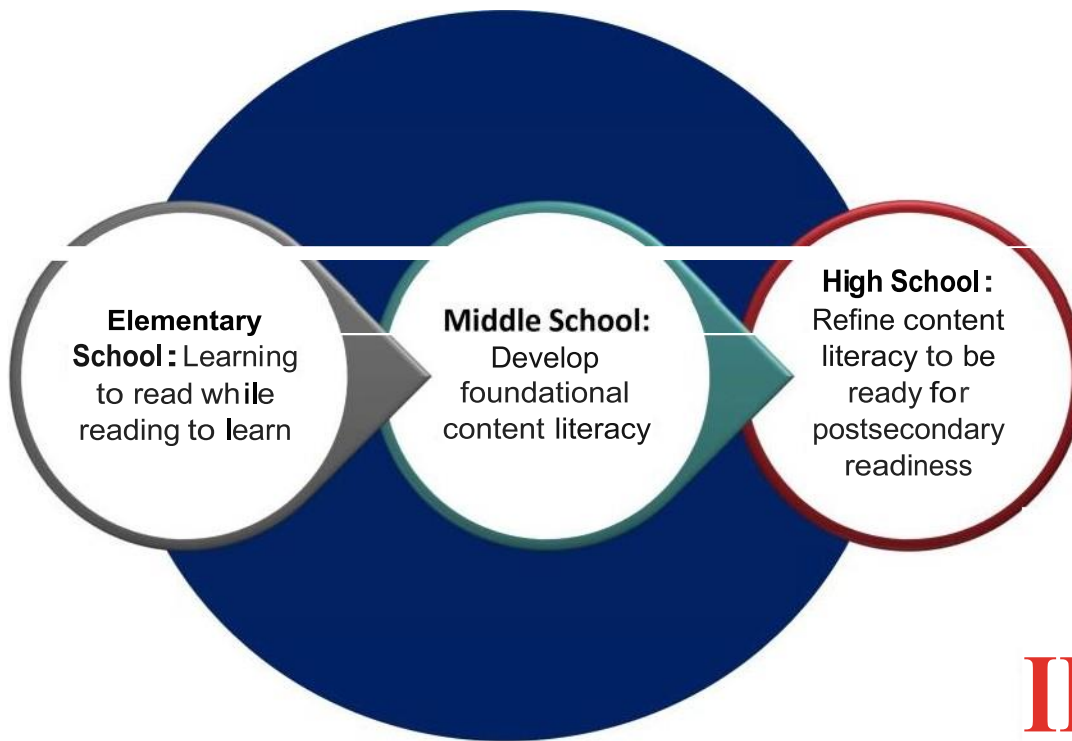 Elementary
School: Learning
to read while
reading to learn
Middle School:
Develop
foundational
content literacy
High School:
Refine content
literacy to be
ready for
postsecondary
readiness